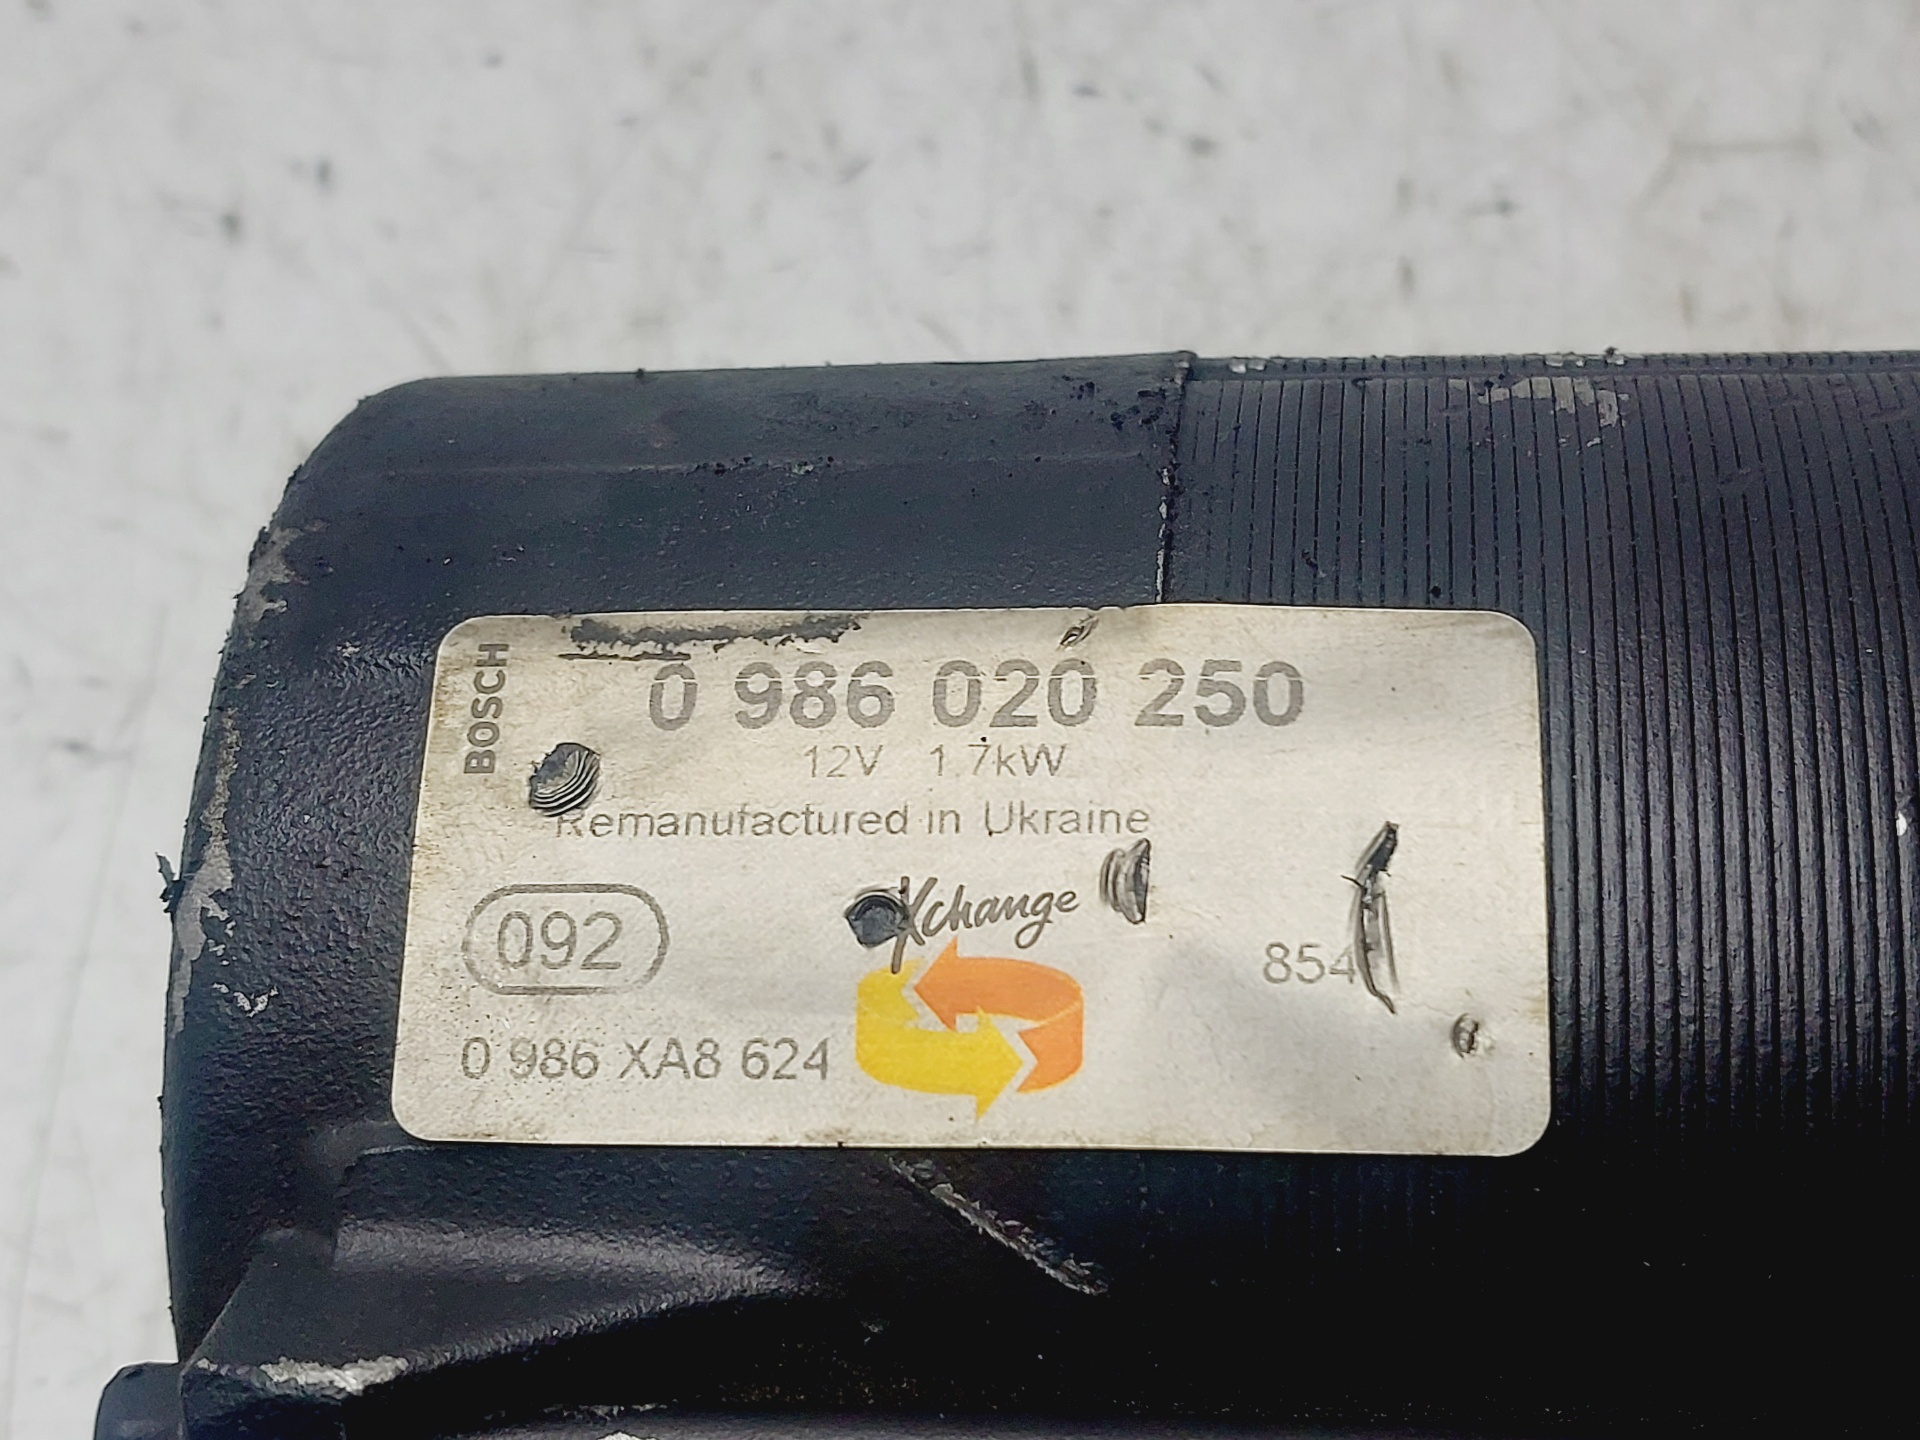 BOSCH
0 986 020 250
12V 1.7kW
Remanufactured in Ukraine
092
Xchange
854
0 986 XA8 624